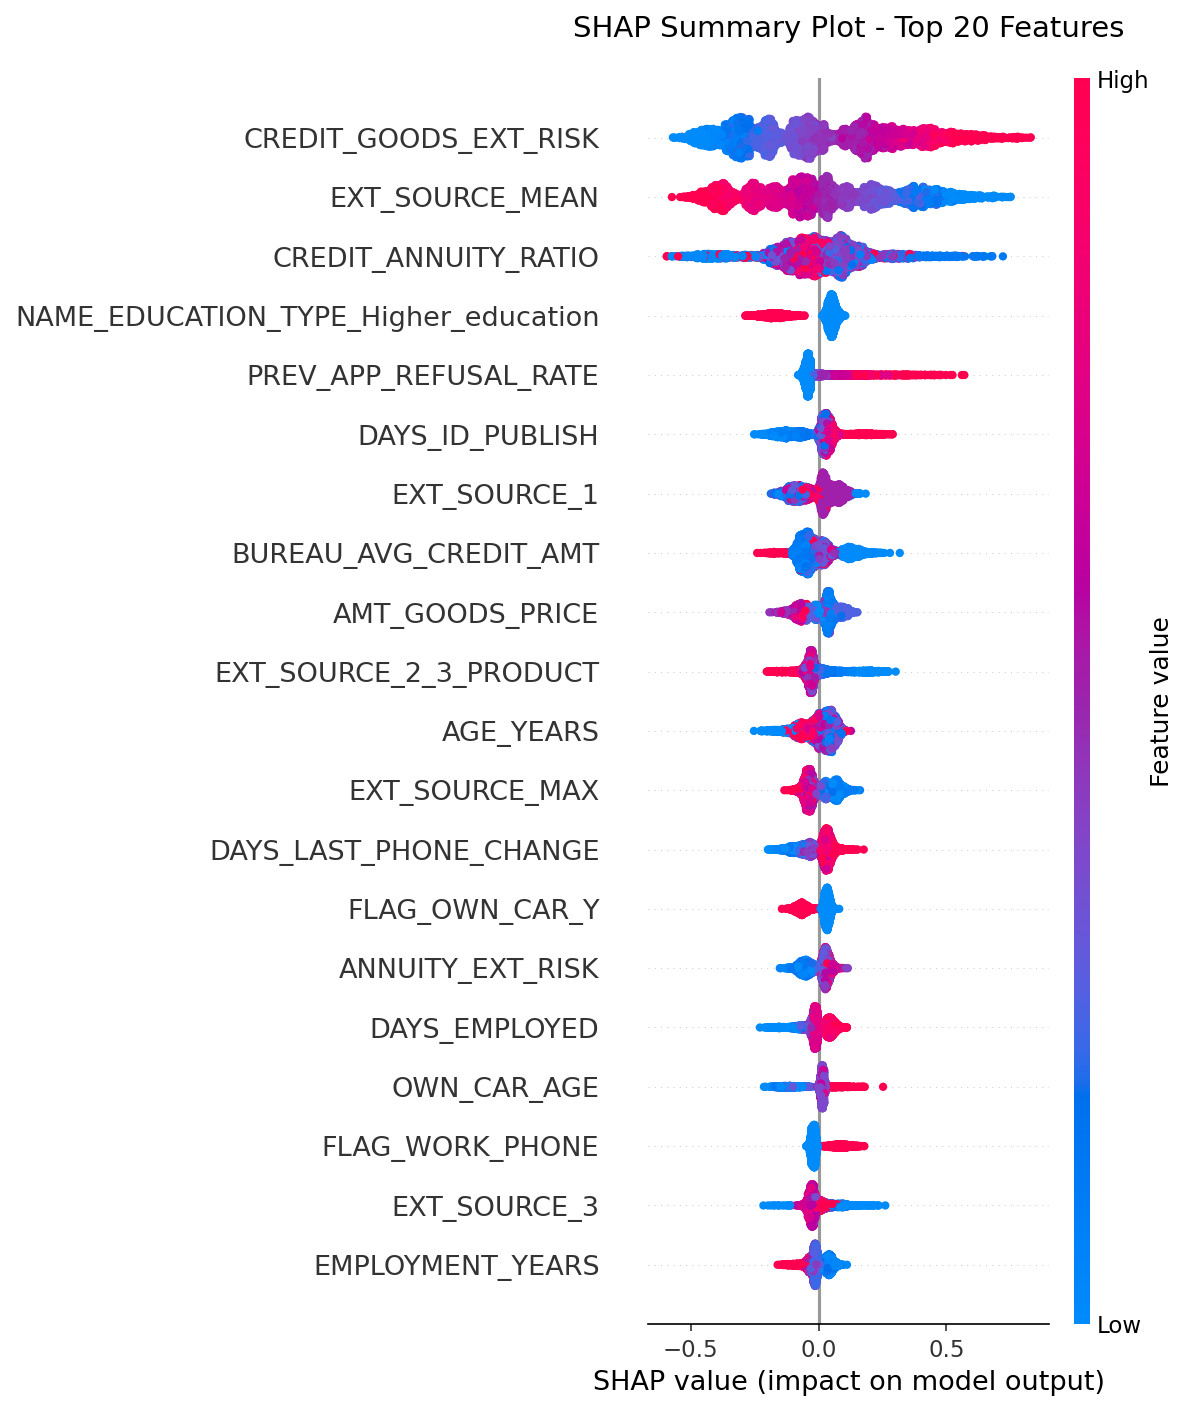 SHAP Summary Plot - Top 20 Features
High
CREDIT_GOODS_EXT_RISK
EXT_SOURCE_MEAN
CREDIT_ANNUITY_RATIO
NAME_EDUCATION_TYPE_Higher_education
PREV_APP_REFUSAL_RATE
DAYS_ID_PUBLISH
EXT_SOURCE_1
BUREAU_AVG_CREDIT_AMT
AMT_GOODS_PRICE
EXT_SOURCE_2_3_PRODUCT
AGE_YEARS
EXT_SOURCE_MAX
DAYS_LAST_PHONE_CHANGE
FLAG_OWN_CAR_Y
ANNUITY_EXT_RISK
DAYS_EMPLOYED
OWN_CAR_AGE
FLAG_WORK_PHONE
EXT_SOURCE_3
EMPLOYMENT_YEARS
Feature value
Low
−0.5 0.0 0.5
SHAP value (impact on model output)